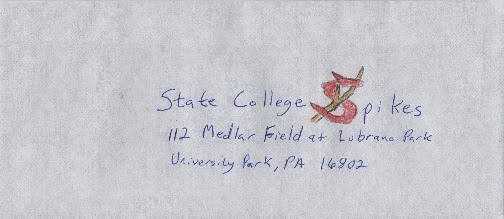 State College Spikes
112 Medlar Field at Lubrano Park
University Park, PA 16802